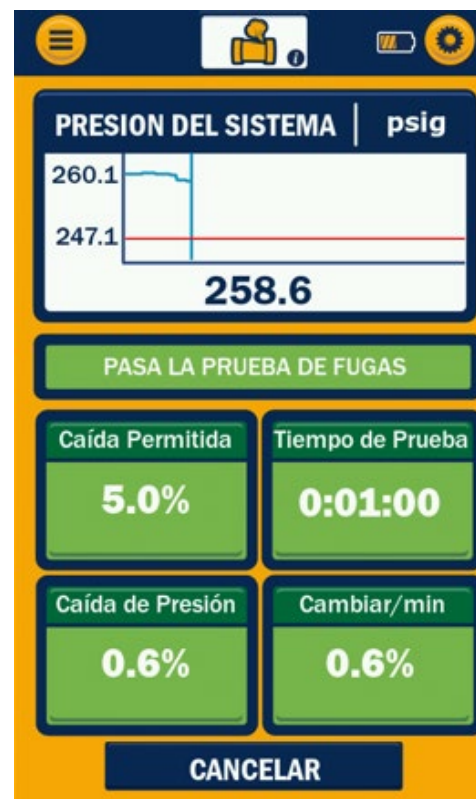 i
PRESION DEL SISTEMA | psig
260.1
247.1
258.6
PASA LA PRUEBA DE FUGAS
Caída Permitida
5.0%
Tiempo de Prueba
0:01:00
Caída de Presión
0.6%
Cambiar/min
0.6%
CANCELAR